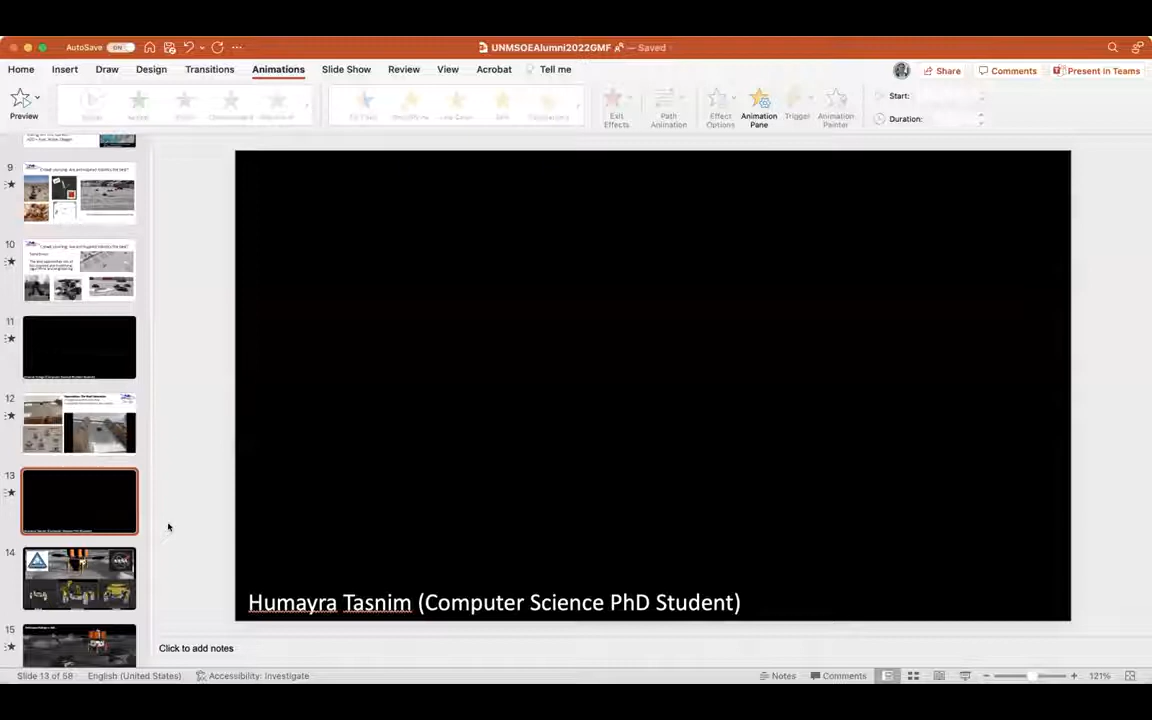 AutoSave ON UNMSOEAlumni2022GMF — Saved
Home Insert Draw Design Transitions Animations Slide Show Review View Acrobat Tell me Share Comments Present in Teams
Preview Exit Effects Path Animation Effect Options Animation Pane Trigger Animation Painter
Start:
Duration:
9
10
11
12
13
14
15
Humayra Tasnim (Computer Science PhD Student)
Click to add notes
Slide 13 of 58 English (United States) Accessibility: Investigate Notes Comments 121%